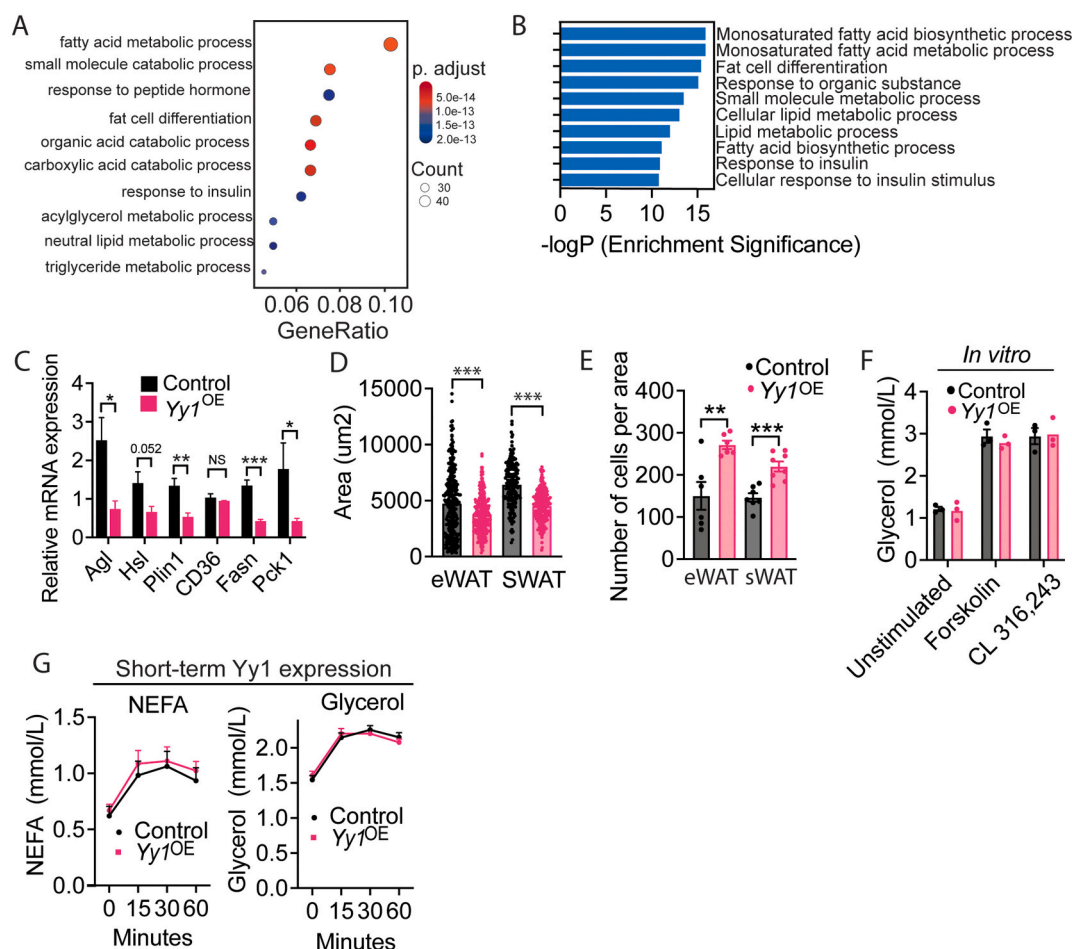 A
fatty acid metabolic process
small molecule catabolic process
response to peptide hormone
fat cell differentiation
organic acid catabolic process
carboxylic acid catabolic process
response to insulin
acylglycerol metabolic process
neutral lipid metabolic process
triglyceride metabolic process
0.06 0.08 0.10
GeneRatio
p. adjust
5.0e-14
1.0e-13
1.5e-13
2.0e-13
Count
30
40
B
Monosaturated fatty acid biosynthetic process
Monosaturated fatty acid metabolic process
Fat cell differentiration
Response to organic substance
Small molecule metabolic process
Cellular lipid metabolic process
Lipid metabolic process
Fatty acid biosynthetic process
Response to insulin
Cellular response to insulin stimulus
0 5 10 15
-logP (Enrichment Significance)
C
Relative mRNA expression
4
3
2
1
0
Control
Yy1OE
* 0.052 ** NS *** *
Agl Hsl Plin1 CD36 Fasn Pck1
D
Area (um2)
15000
10000
5000
0
*** ***
eWAT SWAT
E
Number of cells per area
Control
Yy1OE
400
300
200
100
0
** ***
eWAT sWAT
F
In vitro
Control
Yy1OE
Glycerol (mmol/L)
4
3
2
1
0
Unstimulated
Forskolin
CL 316,243
G
Short-term Yy1 expression
NEFA
NEFA (mmol/L)
1.5
1.0
0.5
0.0
Control
Yy1OE
0 15 30 60
Minutes
Glycerol
Glycerol (mmol/L)
2.0
1.5
1.0
0.5
0.0
Control
Yy1OE
0 15 30 60
Minutes